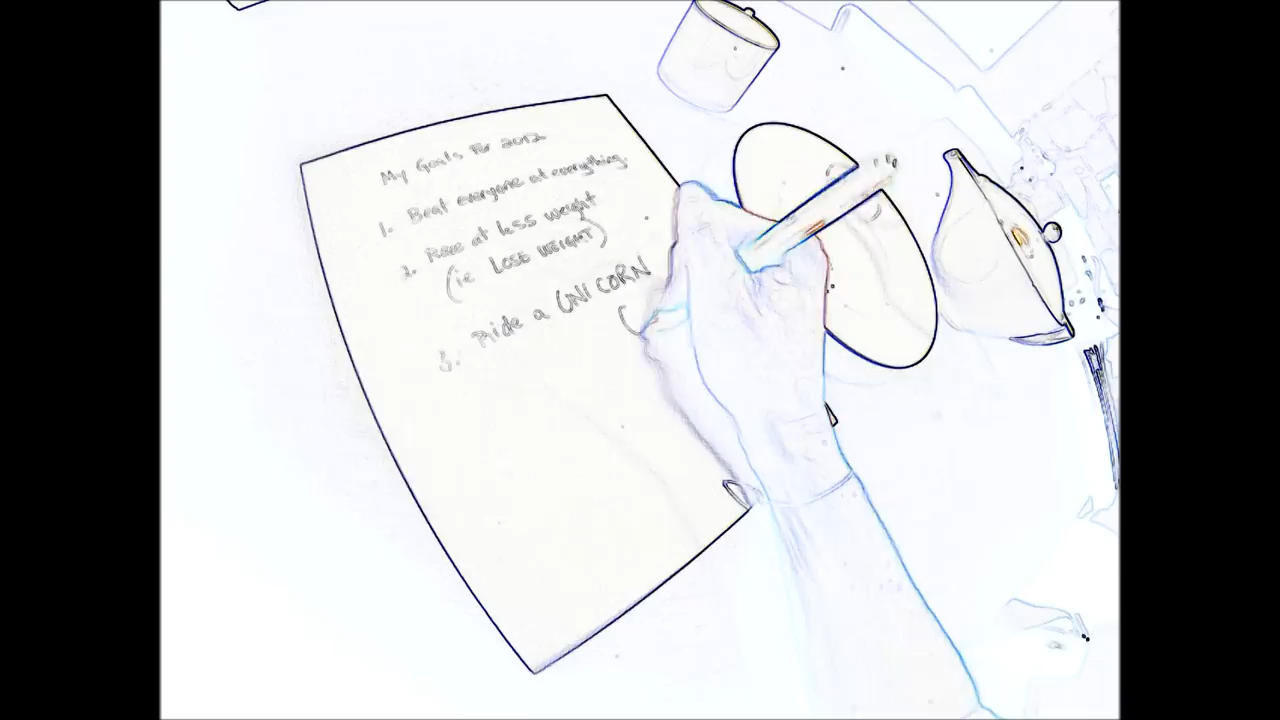 My Goals for 2012
1. Beat everyone at everything.
2. Race at less weight
(ie LOSE WEIGHT)
3. Ride a UNICORN
(